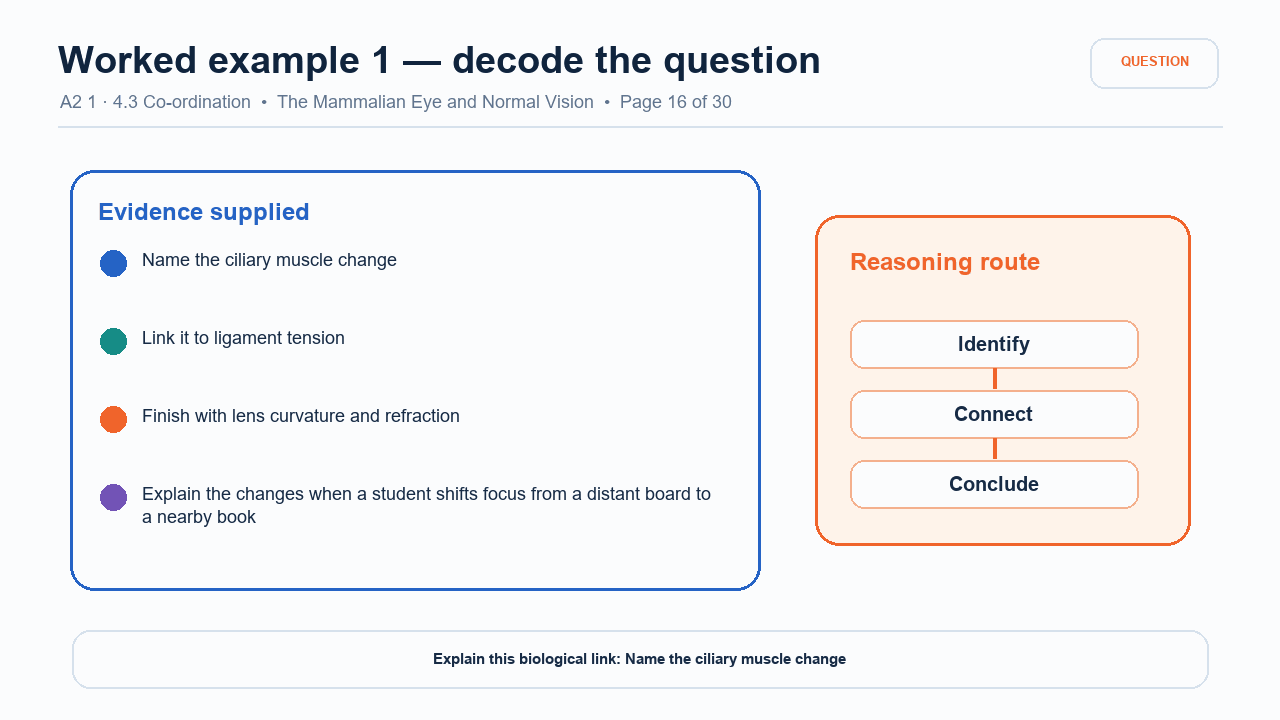 Worked example 1 — decode the question
QUESTION
A2 1 · 4.3 Co-ordination • The Mammalian Eye and Normal Vision • Page 16 of 30
Evidence supplied
Name the ciliary muscle change
Link it to ligament tension
Finish with lens curvature and refraction
Explain the changes when a student shifts focus from a distant board to
a nearby book
Reasoning route
Identify
Connect
Conclude
Explain this biological link: Name the ciliary muscle change